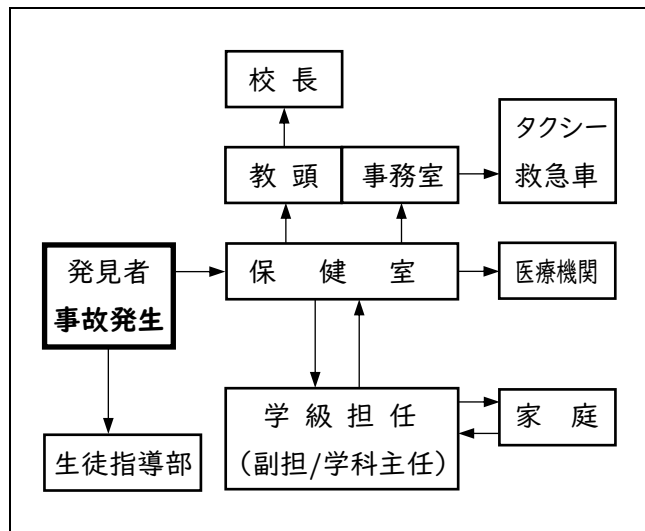 校長
タクシー
救急車
教頭
事務室
発見者
事故発生
保健室
医療機関
学級担任
(副担/学科主任)
家庭
生徒指導部